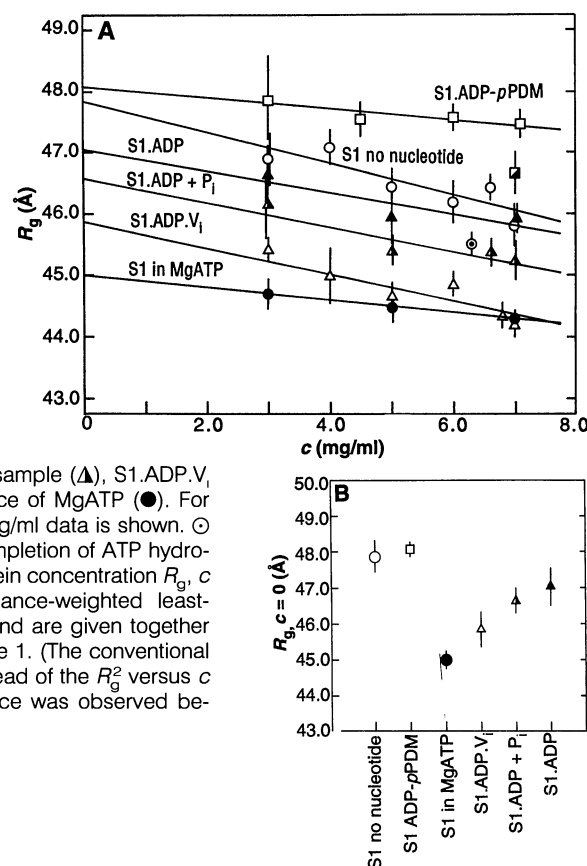 A
49.0
48.0
47.0
46.0
45.0
44.0
43.0
Rg (Å)
S1.ADP-pPDM
S1 no nucleotide
S1.ADP
S1.ADP + Pi
S1.ADP.Vi
S1 in MgATP
0 2.0 4.0 6.0 8.0
c (mg/ml)
sample (◮), S1.ADP.Vi
ce of MgATP (●). For
g/ml data is shown. ⊙
mpletion of ATP hydro-
ein concentration Rg, c
iance-weighted least-
nd are given together
e 1. (The conventional
ead of the Rg² versus c
ce was observed be-
B
50.0
49.0
48.0
47.0
46.0
45.0
44.0
43.0
Rg, c = 0 (Å)
S1 no nucleotide
S1 ADP-pPDM
S1 in MgATP
S1.ADP.Vi
S1.ADP + Pi
S1.ADP